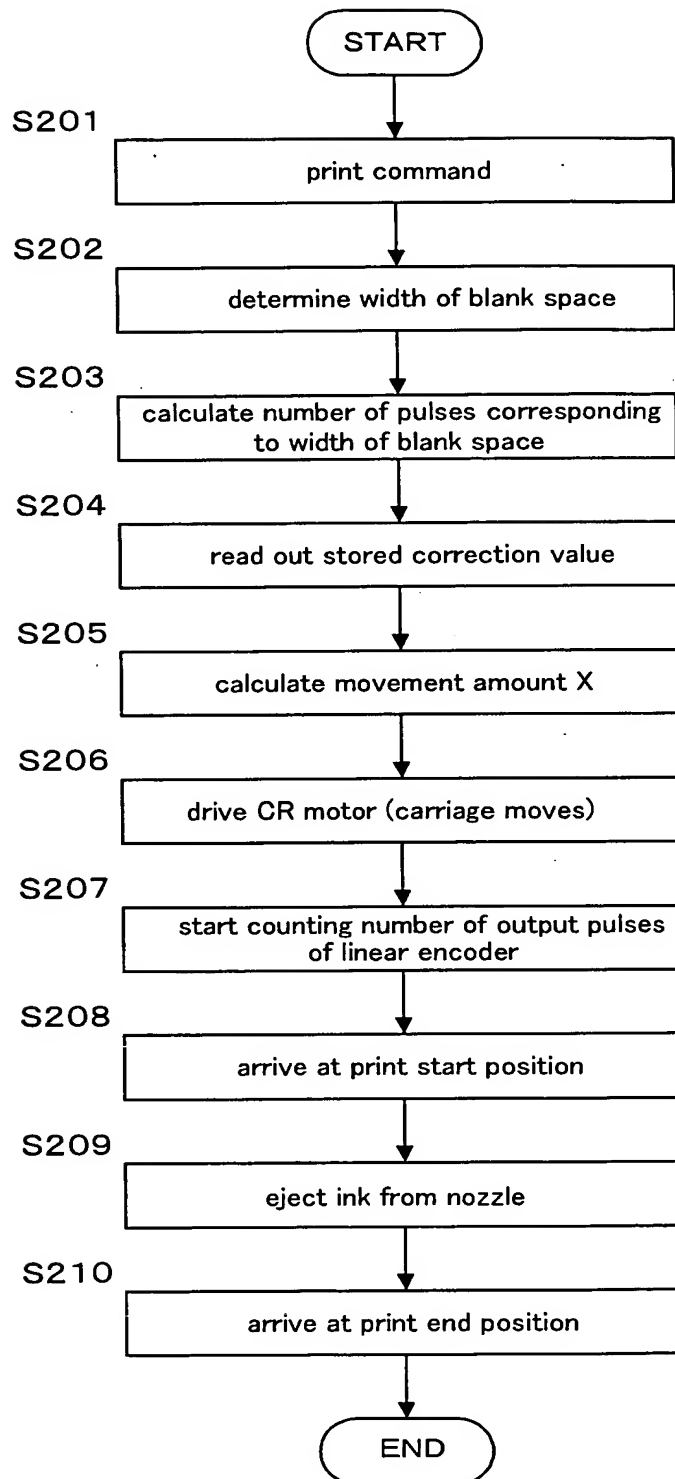 START
S201
print command
S202
determine width of blank space
S203
calculate number of pulses corresponding
to width of blank space
S204
read out stored correction value
S205
calculate movement amount X
S206
drive CR motor (carriage moves)
S207
start counting number of output pulses
of linear encoder
S208
arrive at print start position
S209
eject ink from nozzle
S210
arrive at print end position
END